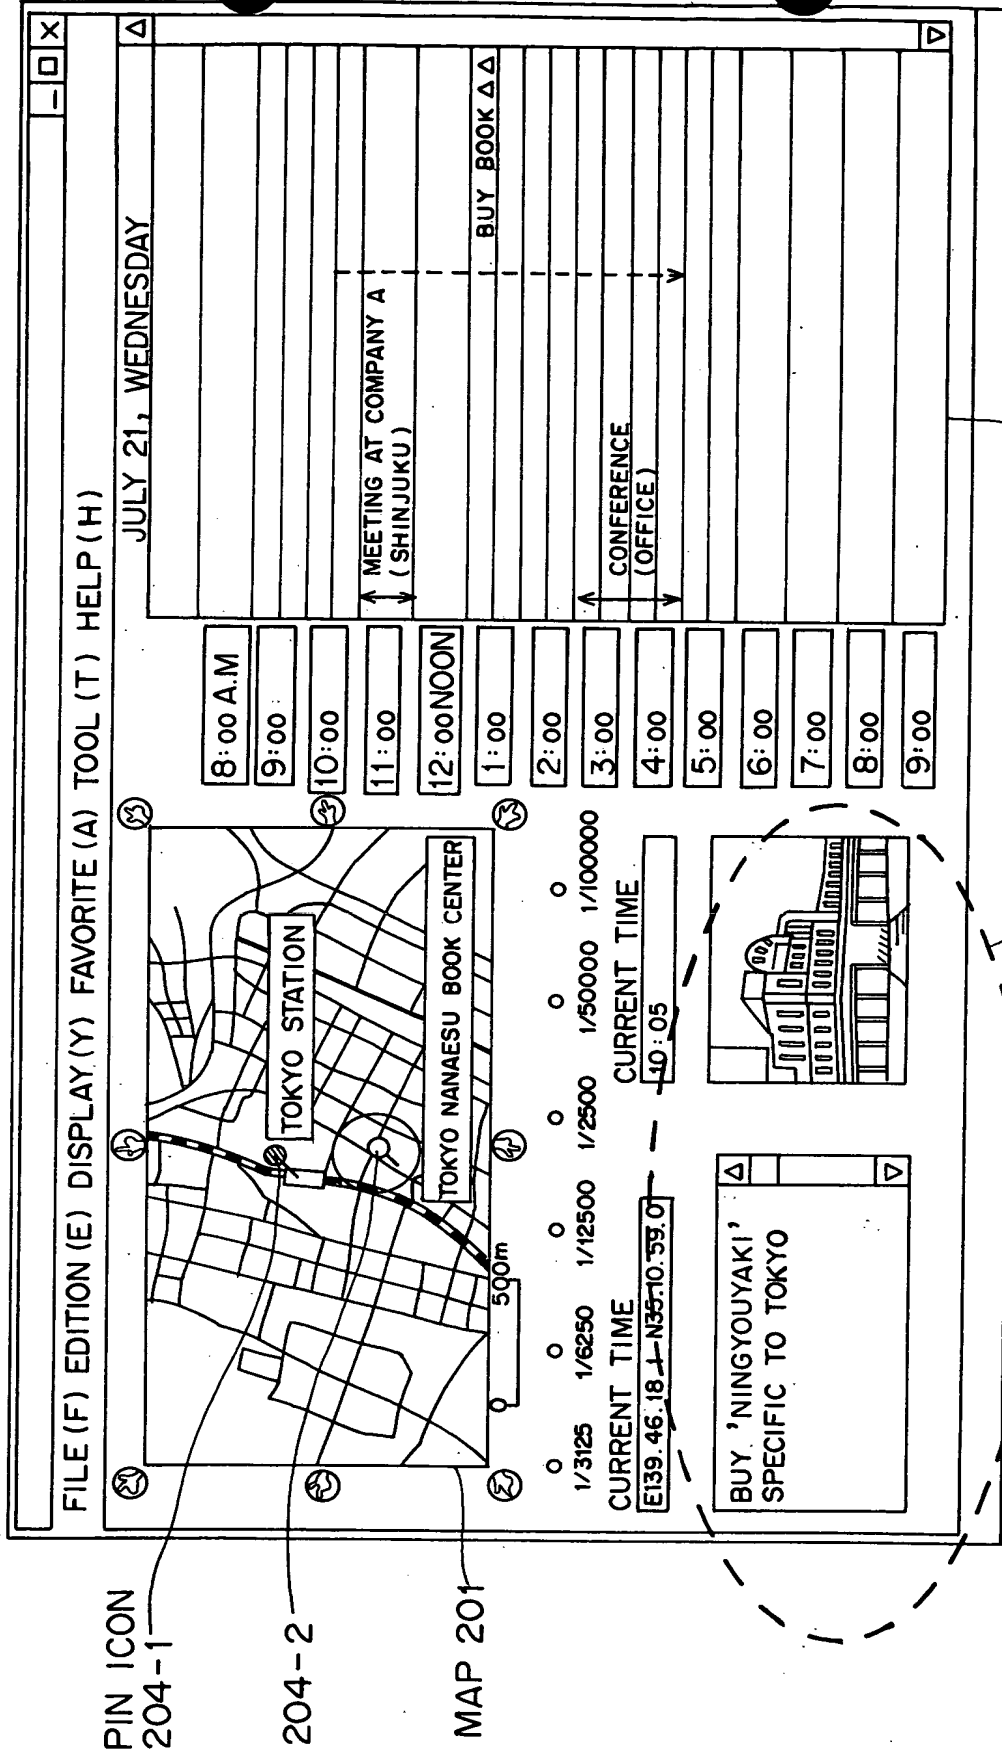 FILE (F) EDITION (E) DISPLAY (Y) FAVORITE (A) TOOL (T) HELP (H)
JULY 21, WEDNESDAY
PIN ICON
204-1
204-2
MAP 201
TOKYO STATION
TOKYO NANAESU BOOK CENTER
0 500m
1/3125 1/6250 1/12500 1/2500 1/50000 1/100000
CURRENT TIME
E139.46.18.1 N35.10.59.0
CURRENT TIME
10:05
BUY 'NINGYOUYAKI'
SPECIFIC TO TOKYO
8:00 A.M
9:00
10:00
11:00
12:00 NOON
1:00
2:00
3:00
4:00
5:00
6:00
7:00
8:00
9:00
MEETING AT COMPANY A
(SHINJUKU)
BUY BOOK △△
CONFERENCE
(OFFICE)